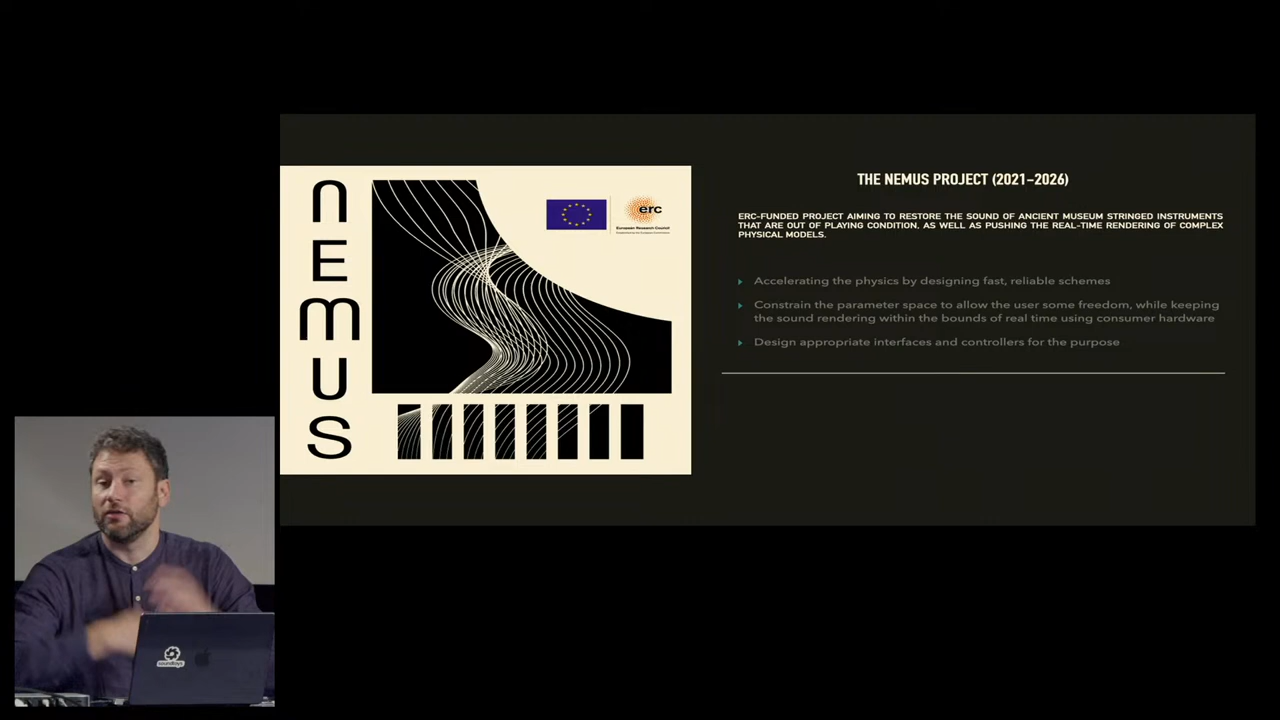 nEmUS
erc
European Research Council
THE NEMUS PROJECT (2021–2026)
ERC-FUNDED PROJECT AIMING TO RESTORE THE SOUND OF ANCIENT MUSEUM STRINGED INSTRUMENTS
THAT ARE OUT OF PLAYING CONDITION, AS WELL AS PUSHING THE REAL-TIME RENDERING OF COMPLEX
PHYSICAL MODELS.
Accelerating the physics by designing fast, reliable schemes
Constrain the parameter space to allow the user some freedom, while keeping
the sound rendering within the bounds of real time using consumer hardware
Design appropriate interfaces and controllers for the purpose
soundtoys